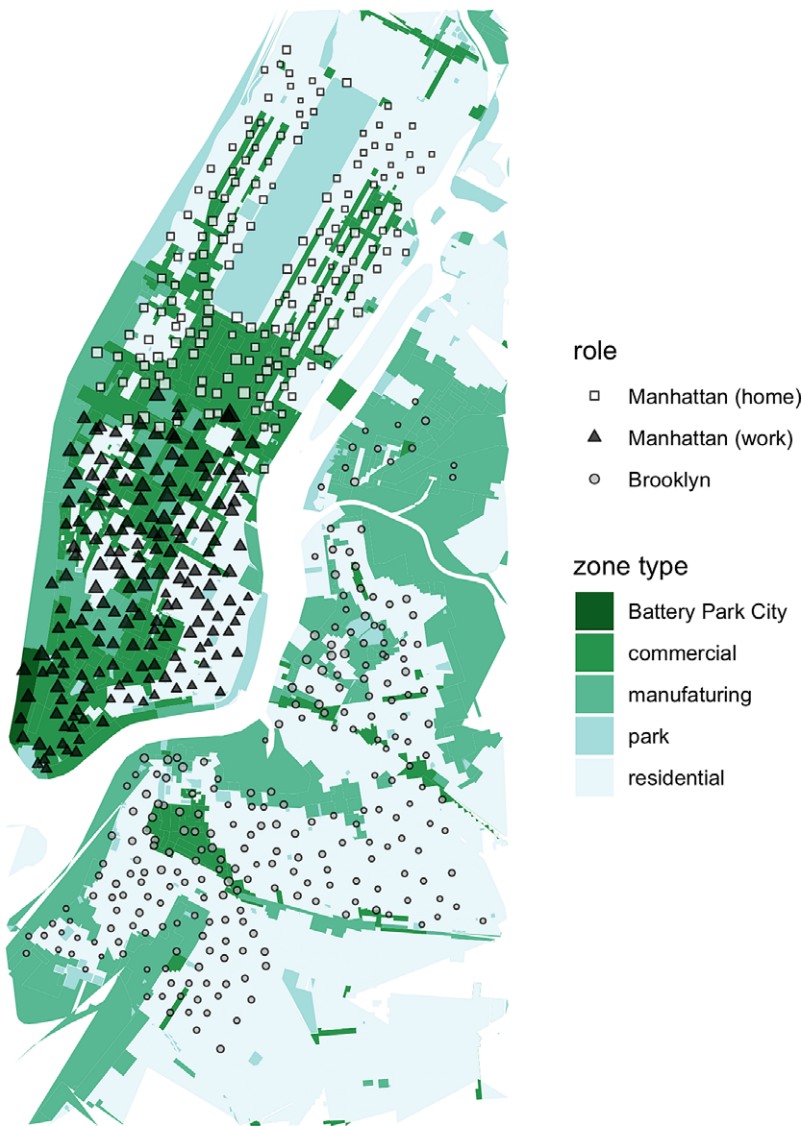 role
Manhattan (home)
Manhattan (work)
Brooklyn
zone type
Battery Park City
commercial
manufaturing
park
residential